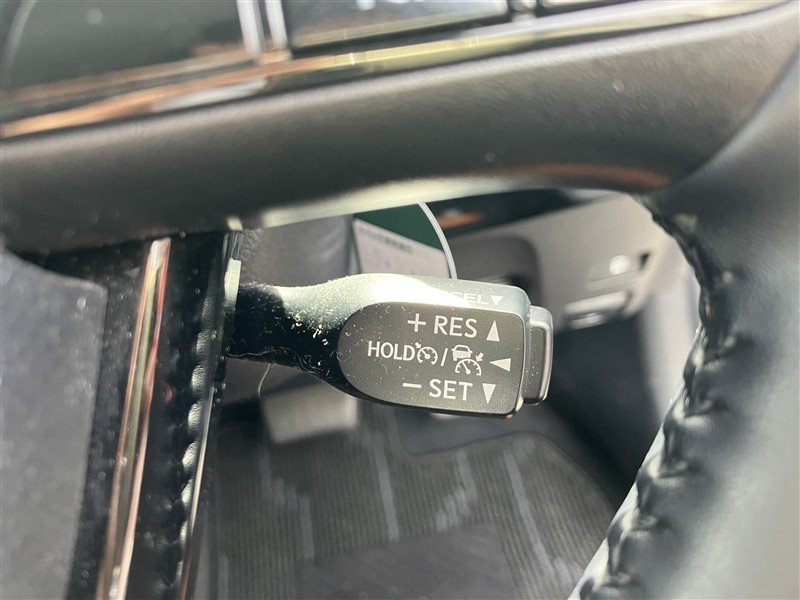 + RES ▲
HOLD / ◀
− SET ▼